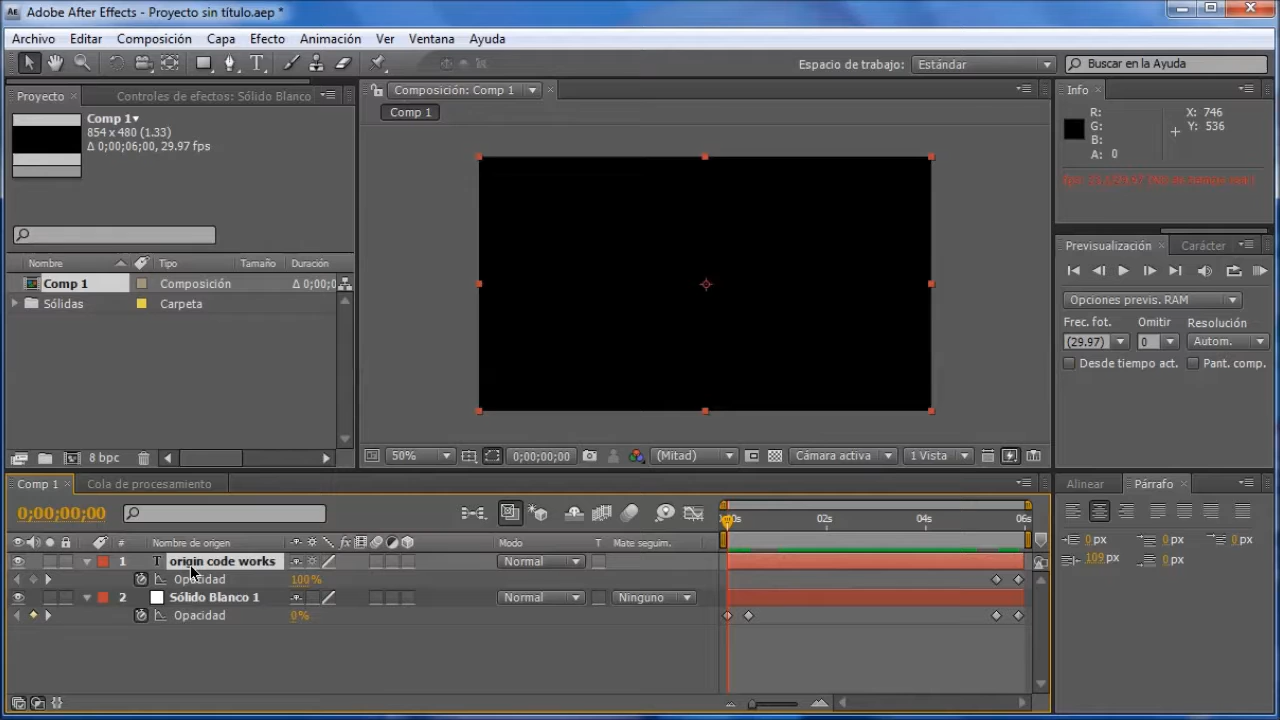 AE Adobe After Effects - Proyecto sin título.aep *
Archivo Editar Composición Capa Efecto Animación Ver Ventana Ayuda
Espacio de trabajo: Estándar Buscar en la Ayuda
Proyecto Controles de efectos: Sólido Blanco
Comp 1
854 x 480 (1.33)
Δ 0;00;06;00, 29.97 fps
Nombre Tipo Tamaño Duración
Comp 1 Composición Δ 0;00;0
Sólidas Carpeta
8 bpc
Composición: Comp 1
Comp 1
50% 0;00;00;00 (Mitad) Cámara activa 1 Vista
Info
R: X: 746
G: Y: 536
B:
A: 0
Previsualización Carácter
Opciones previs. RAM
Frec. fot. Omitir Resolución
(29.97) 0 Autom.
Desde tiempo act. Pant. comp.
Comp 1 Cola de procesamiento
0;00;00;00
02s 04s 06s
# Nombre de origen fx Modo T Mate seguim.
1 T origin code works Normal
Opacidad 100%
2 Sólido Blanco 1 Normal Ninguno
Opacidad 0%
Alinear Párrafo
0 px 0 px 0 px
109 px 0 px